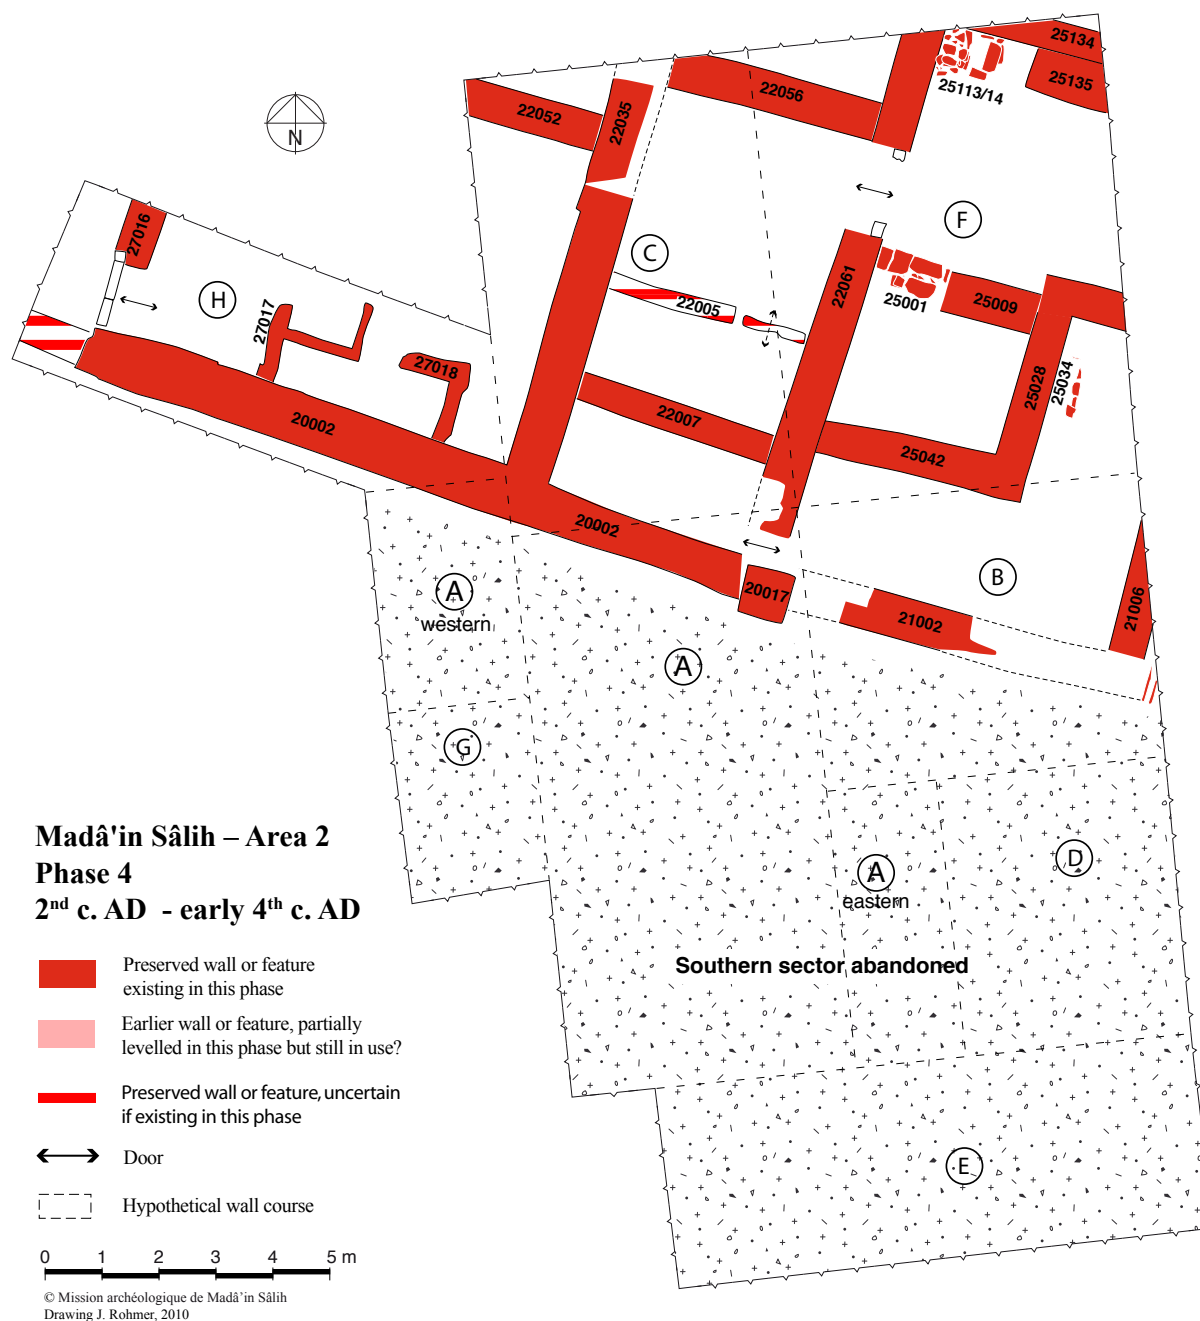 25134
25135
25113/14
22056
22052
22035
N
F
27016
C
22061
H
27017
22005
25001
25009
27018
25028
25034
22007
25042
20002
20002
B
20017
21002
21006
A
western
A
G
A
eastern
D
Southern sector abandoned
E
Madâ'in Sâlih – Area 2
Phase 4
2nd c. AD - early 4th c. AD
Preserved wall or feature
existing in this phase
Earlier wall or feature, partially
levelled in this phase but still in use?
Preserved wall or feature, uncertain
if existing in this phase
Door
Hypothetical wall course
0 1 2 3 4 5 m
© Mission archéologique de Madâ'in Sâlih
Drawing J. Rohmer, 2010